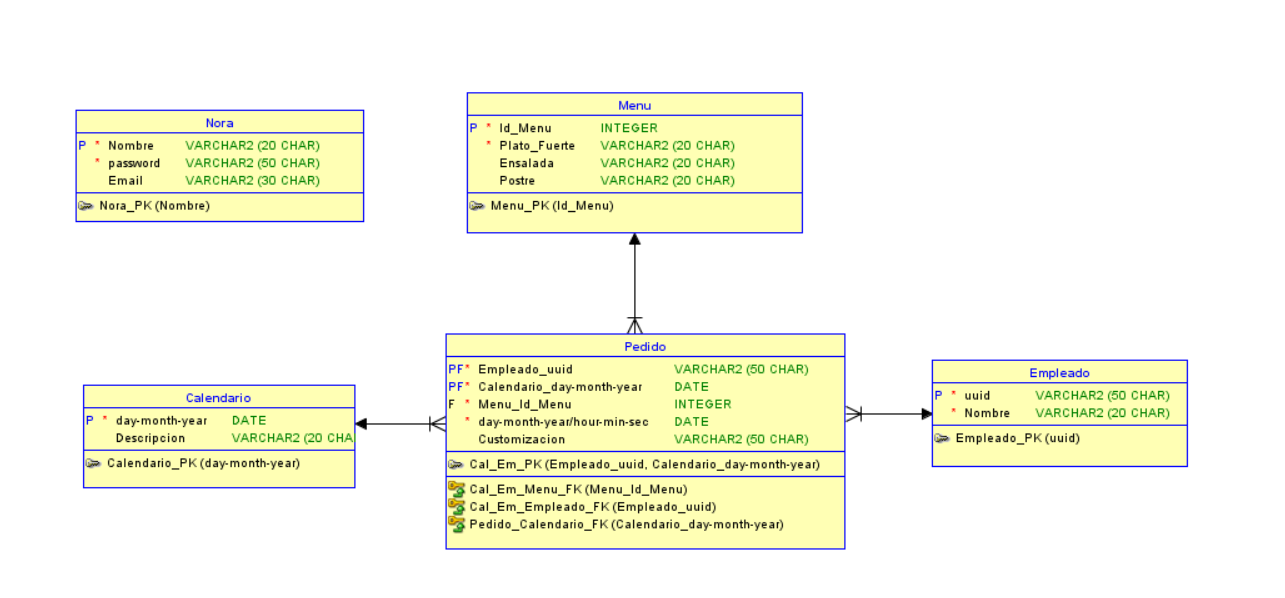 Nora
P * Nombre VARCHAR2 (20 CHAR)
* password VARCHAR2 (50 CHAR)
Email VARCHAR2 (30 CHAR)
Nora_PK (Nombre)
Menu
P * Id_Menu INTEGER
* Plato_Fuerte VARCHAR2 (20 CHAR)
Ensalada VARCHAR2 (20 CHAR)
Postre VARCHAR2 (20 CHAR)
Menu_PK (Id_Menu)
Calendario
P * day-month-year DATE
Descripcion VARCHAR2 (20 CHA
Calendario_PK (day-month-year)
Pedido
PF* Empleado_uuid VARCHAR2 (50 CHAR)
PF* Calendario_day-month-year DATE
F * Menu_Id_Menu INTEGER
* day-month-year/hour-min-sec DATE
Customizacion VARCHAR2 (50 CHAR)
Cal_Em_PK (Empleado_uuid, Calendario_day-month-year)
Cal_Em_Menu_FK (Menu_Id_Menu)
Cal_Em_Empleado_FK (Empleado_uuid)
Pedido_Calendario_FK (Calendario_day-month-year)
Empleado
P * uuid VARCHAR2 (50 CHAR)
* Nombre VARCHAR2 (20 CHAR)
Empleado_PK (uuid)